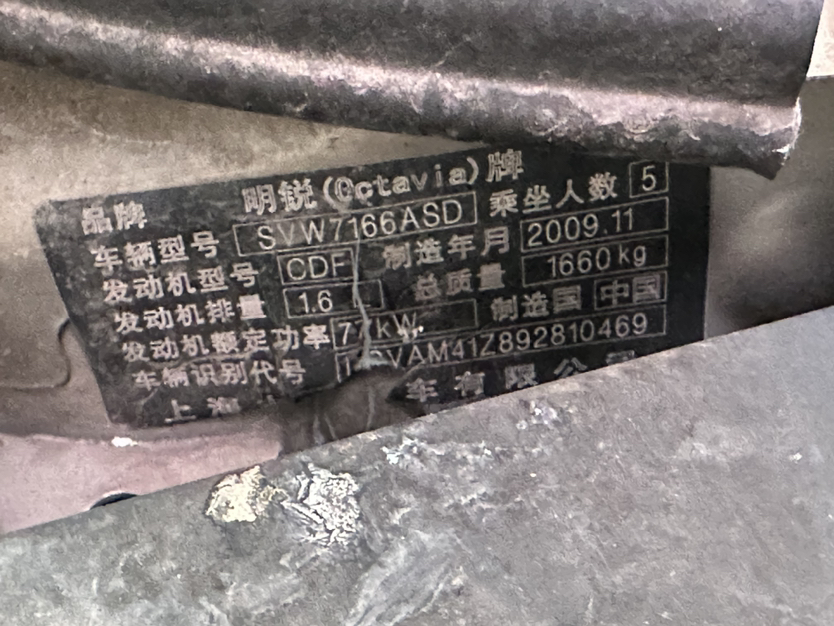 品牌 明锐(Octavia)牌
车辆型号 SVW7166ASD 乘坐人数 5
发动机型号 CDF 制造年月 2009.11
发动机排量 1.6 总质量 1660kg
发动机额定功率 77kW 制造国 中国
车辆识别代号 VAM41Z892810469
上海 车有限公司